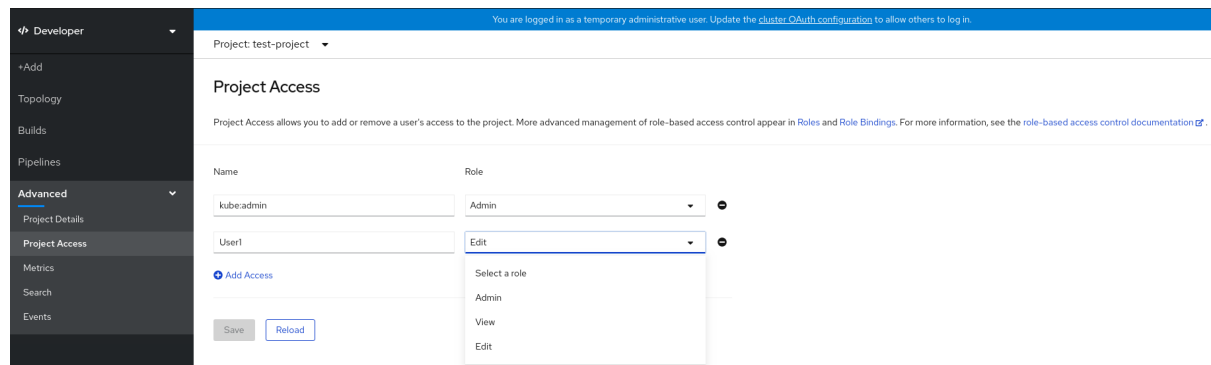 You are logged in as a temporary administrative user. Update the cluster OAuth configuration to allow others to log in.
</> Developer
Project: test-project
+Add
Topology
Builds
Pipelines
Advanced
Project Details
Project Access
Metrics
Search
Events
Project Access
Project Access allows you to add or remove a user's access to the project. More advanced management of role-based access control appear in Roles and Role Bindings. For more information, see the role-based access control documentation.
Name Role
kube:admin Admin
User1 Edit
Add Access
Select a role
Admin
View
Edit
Save Reload